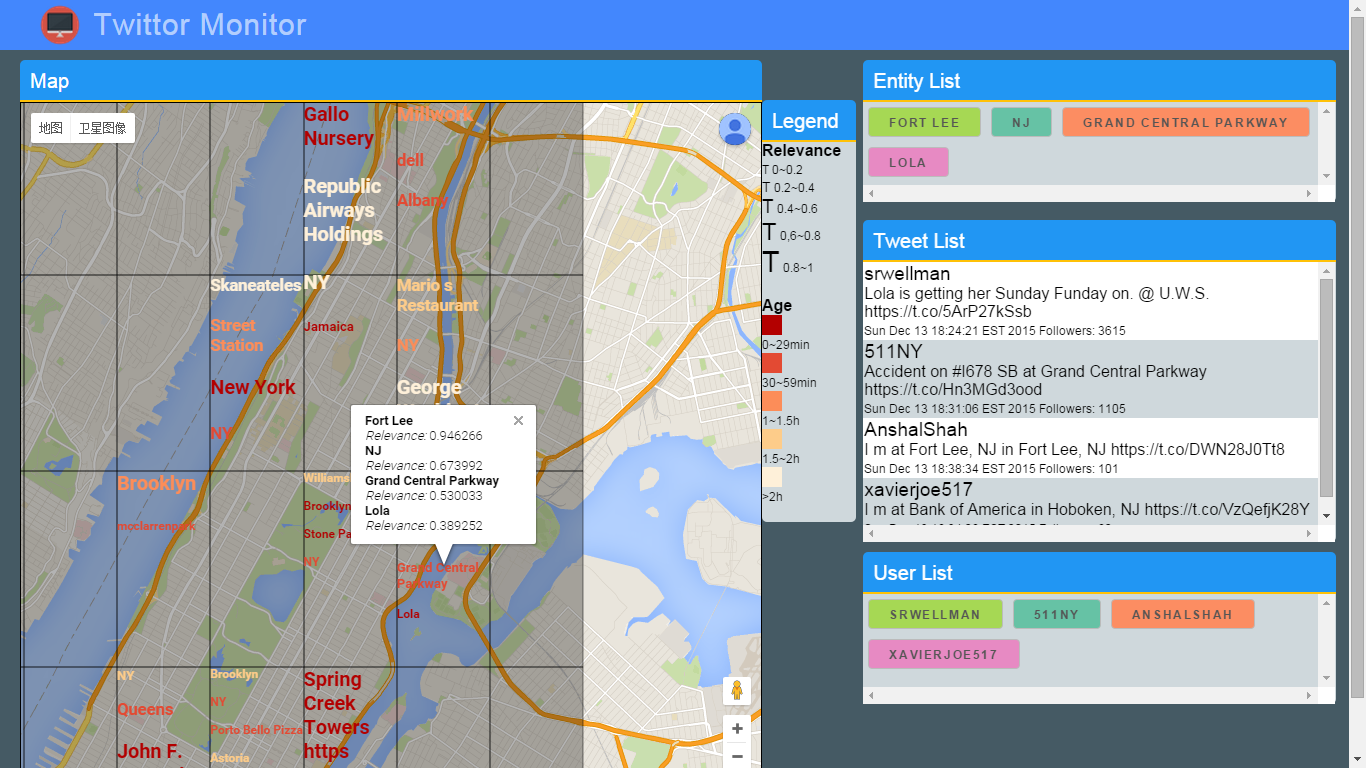 Twittor Monitor
Map
地图
卫星图像
Gallo
Nursery
Millwork
dell
Albany
Republic
Airways
Holdings
Skaneateles
NY
Mario s
Restaurant
Street
Station
Jamaica
NY
New York
George
NY
Fort Lee
Relevance: 0.946266
NJ
Relevance: 0.673992
Grand Central Parkway
Relevance: 0.530033
Lola
Relevance: 0.389252
Brooklyn
mcclarrenpark
Brooklyn
NY
Grand Central
Parkway
Lola
NY
Brooklyn
Spring
Creek
Towers
https
Queens
NY
Porto Bello Pizza
John F.
Astoria
Legend
Relevance
T 0~0.2
T 0.2~0.4
T 0.4~0.6
T 0,6~0.8
T 0.8~1
Age
0~29min
30~59min
1~1.5h
1.5~2h
>2h
Entity List
FORT LEE
NJ
GRAND CENTRAL PARKWAY
LOLA
Tweet List
srwellman
Lola is getting her Sunday Funday on. @ U.W.S.
https://t.co/5ArP27kSsb
Sun Dec 13 18:24:21 EST 2015 Followers: 3615
511NY
Accident on #I678 SB at Grand Central Parkway
https://t.co/Hn3MGd3ood
Sun Dec 13 18:31:06 EST 2015 Followers: 1105
AnshalShah
I m at Fort Lee, NJ in Fort Lee, NJ https://t.co/DWN28J0Tt8
Sun Dec 13 18:38:34 EST 2015 Followers: 101
xavierjoe517
I m at Bank of America in Hoboken, NJ https://t.co/VzQefjK28Y
User List
SRWELLMAN
511NY
ANSHALSHAH
XAVIERJOE517